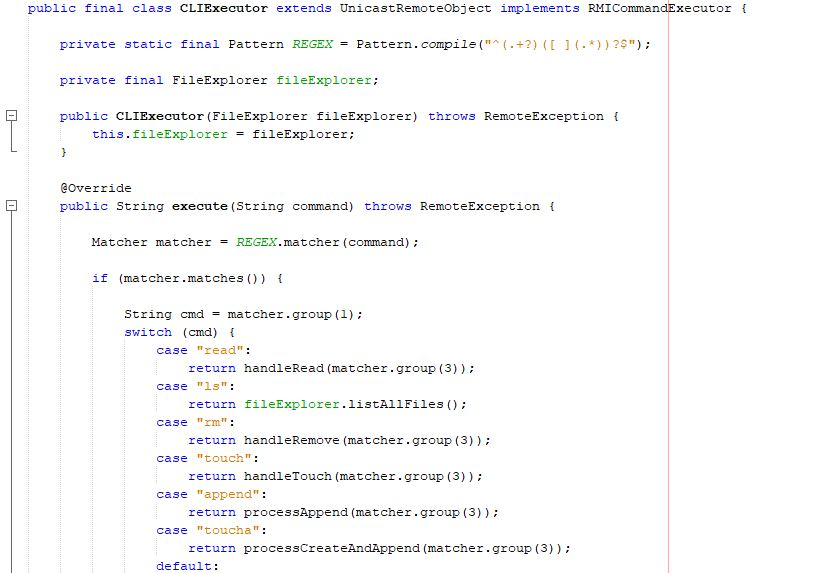 public final class CLIExecutor extends UnicastRemoteObject implements RMICommandExecutor {
private static final Pattern REGEX = Pattern.compile("^(.+?)([ ](.*))?$");
private final FileExplorer fileExplorer;
public CLIExecutor(FileExplorer fileExplorer) throws RemoteException {
this.fileExplorer = fileExplorer;
}
@Override
public String execute(String command) throws RemoteException {
Matcher matcher = REGEX.matcher(command);
if (matcher.matches()) {
String cmd = matcher.group(1);
switch (cmd) {
case "read":
return handleRead(matcher.group(3));
case "ls":
return fileExplorer.listAllFiles();
case "rm":
return handleRemove(matcher.group(3));
case "touch":
return handleTouch(matcher.group(3));
case "append":
return processAppend(matcher.group(3));
case "toucha":
return processCreateAndAppend(matcher.group(3));
default: